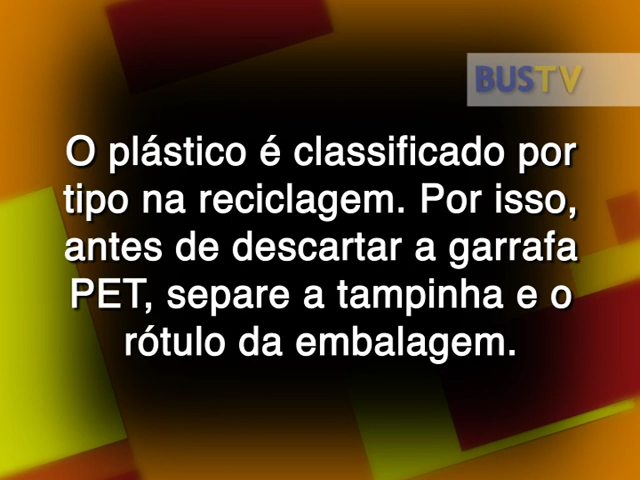 BUSTV
O plástico é classificado por
tipo na reciclagem. Por isso,
antes de descartar a garrafa
PET, separe a tampinha e o
rótulo da embalagem.